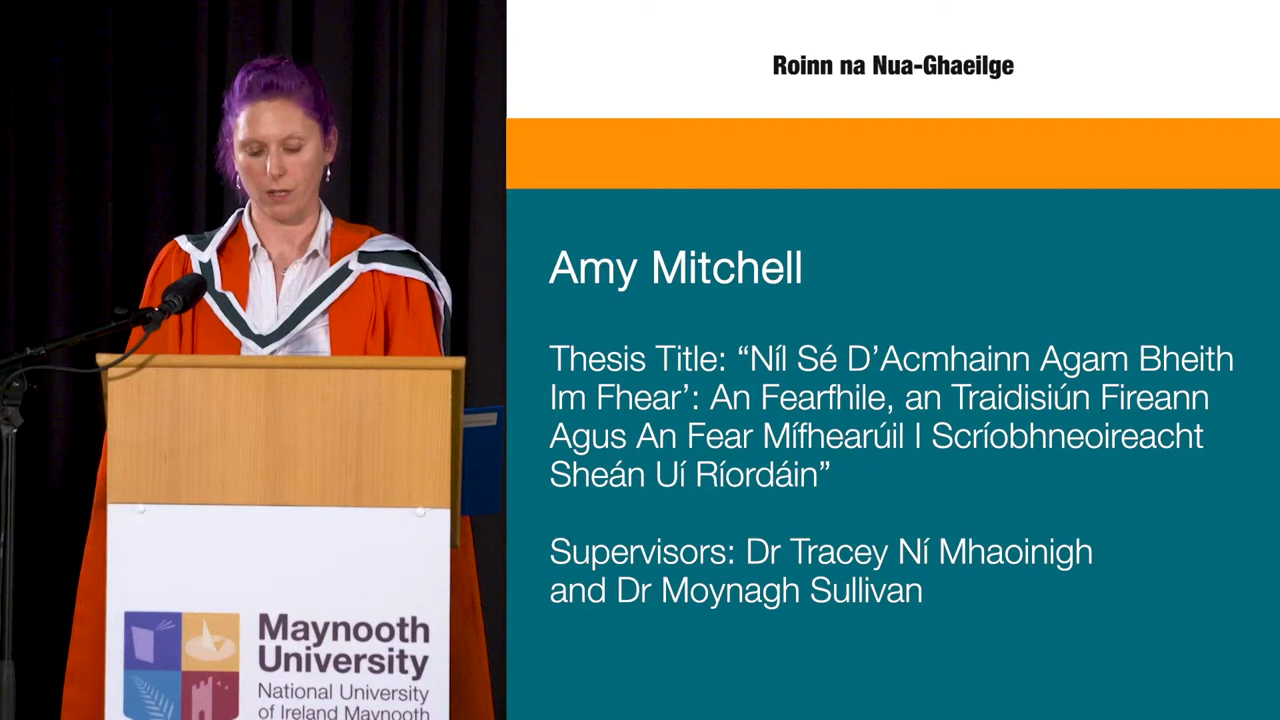 Roinn na Nua-Ghaeilge
Amy Mitchell
Thesis Title: “Níl Sé D’Acmhainn Agam Bheith
Im Fhear’: An Fearfhile, an Traidisiún Fireann
Agus An Fear Mífhearúil I Scríobhneoireacht
Sheán Uí Ríordáin”
Supervisors: Dr Tracey Ní Mhaoinigh
and Dr Moynagh Sullivan
Maynooth
University
National University
of Ireland Maynooth